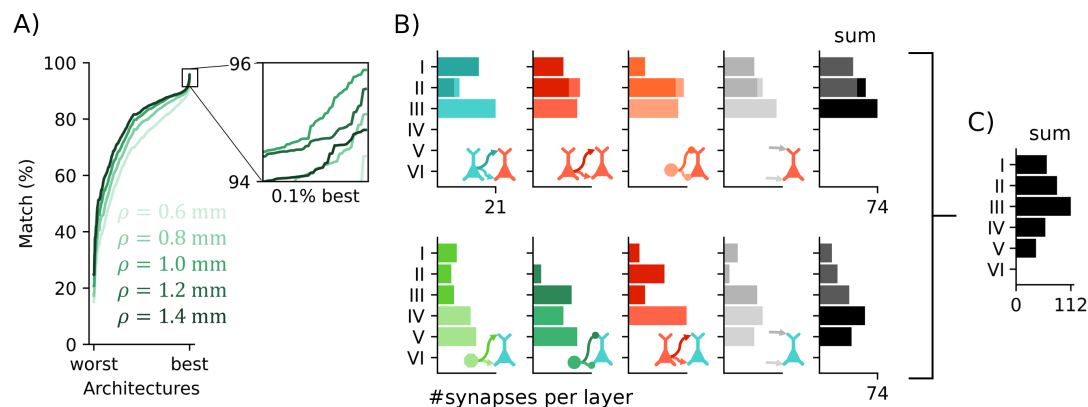 A)
Match (%)
100
80
60
40
20
0
96
94
0.1% best
ρ = 0.6 mm
ρ = 0.8 mm
ρ = 1.0 mm
ρ = 1.2 mm
ρ = 1.4 mm
worst best
Architectures
B)
sum
I
II
III
IV
V
VI
21
74
I
II
III
IV
V
VI
74
#synapses per layer
C)
sum
I
II
III
IV
V
VI
0 112